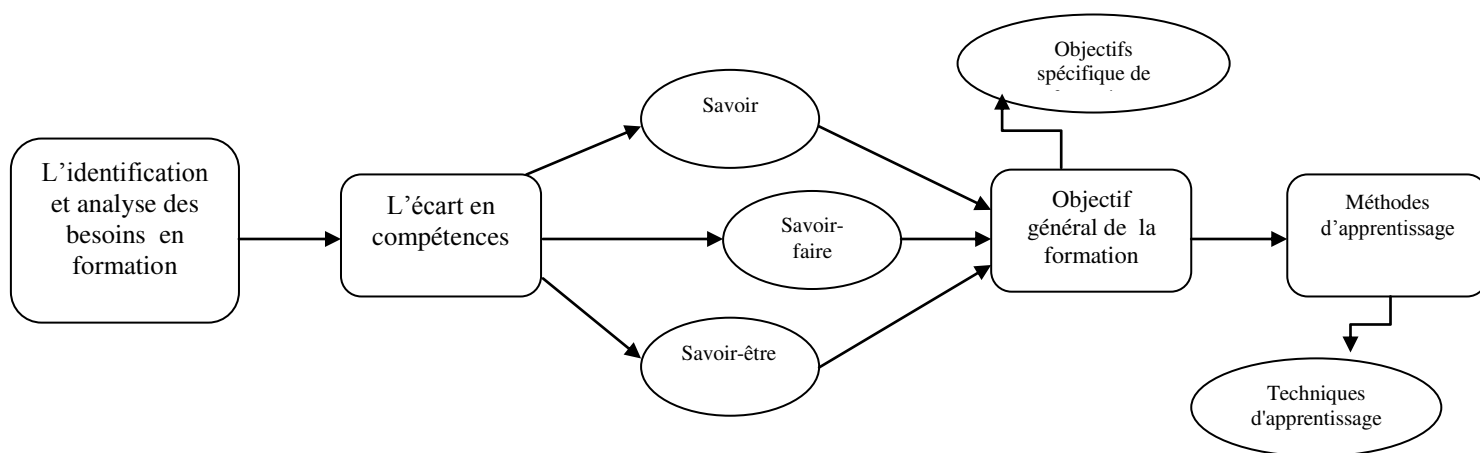 L'identification
et analyse des
besoins en
formation
L'écart en
compétences
Savoir
Savoir-
faire
Savoir-être
Objectifs
spécifique de
Objectif
général de la
formation
Méthodes
d'apprentissage
Techniques
d'apprentissage